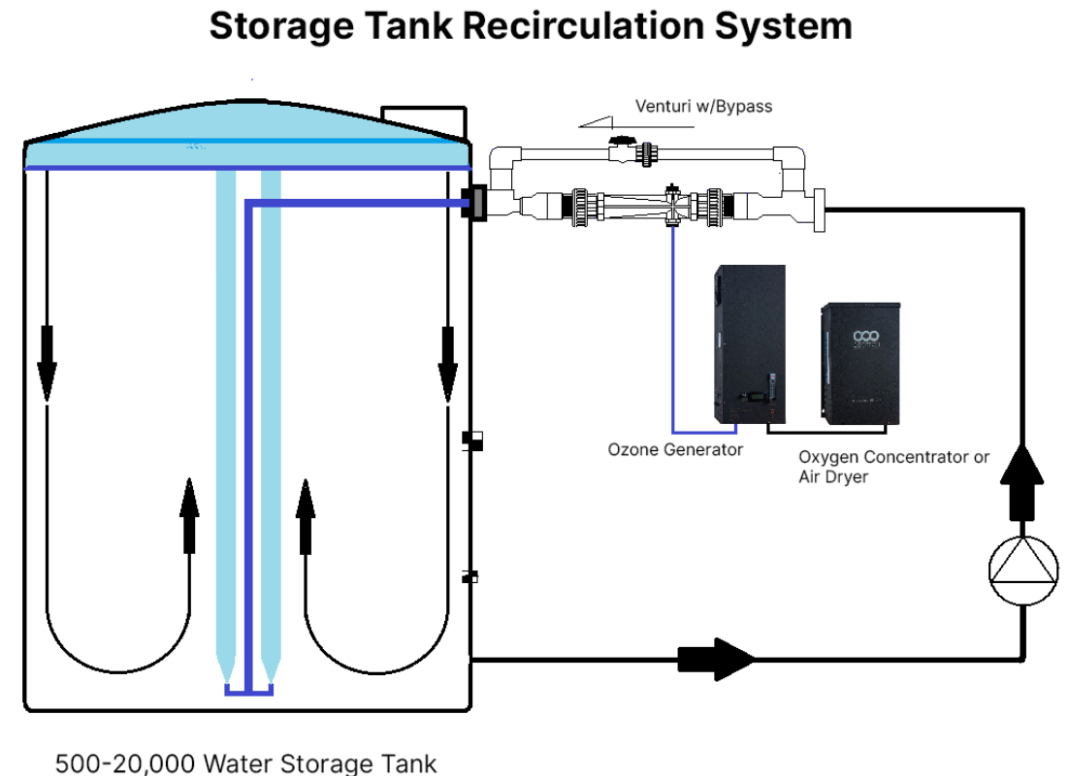 Storage Tank Recirculation System
Venturi w/Bypass
Ozone Generator
Oxygen Concentrator or
Air Dryer
500-20,000 Water Storage Tank